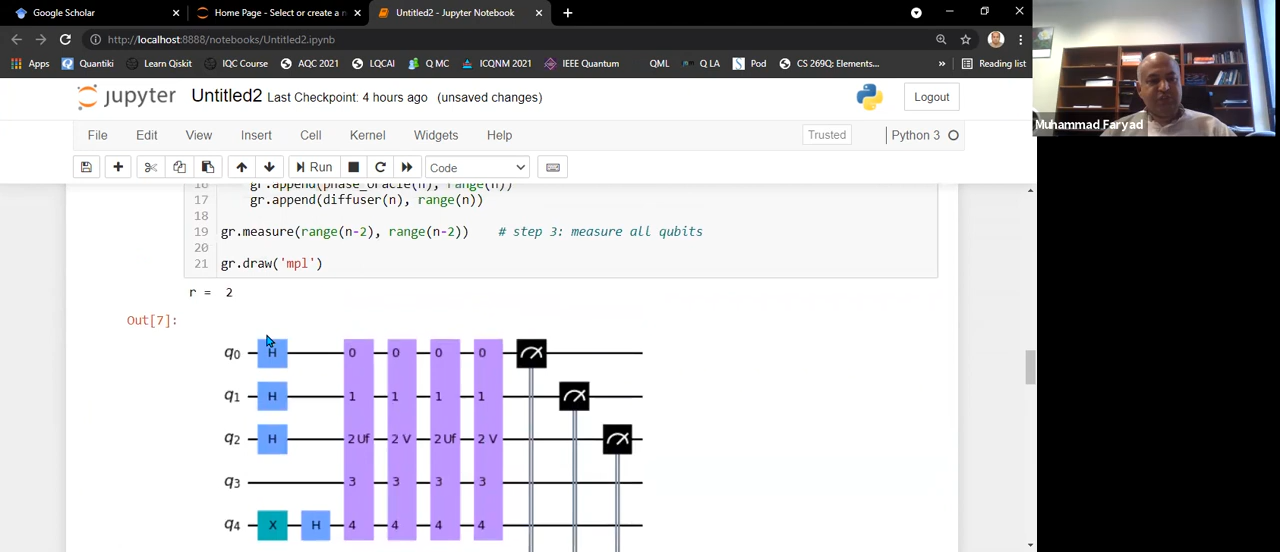 Google Scholar
Home Page - Select or create a n
Untitled2 - Jupyter Notebook
http://localhost:8888/notebooks/Untitled2.ipynb
Apps Quantiki Learn Qiskit IQC Course AQC 2021 LQCAI Q MC ICQNM 2021 IEEE Quantum QML Q LA Pod CS 269Q: Elements... » Reading list
jupyter Untitled2 Last Checkpoint: 4 hours ago (unsaved changes) Logout
Muhammad Faryad
File Edit View Insert Cell Kernel Widgets Help Trusted Python 3
Run Code
16 gr.append(phase_oracle(n), range(n))
17 gr.append(diffuser(n), range(n))
18
19 gr.measure(range(n-2), range(n-2)) # step 3: measure all qubits
20
21 gr.draw('mpl')
r = 2
Out[7]:
q0 H 0 0 0 0
q1 H 1 1 1 1
q2 H 2 Uf 2 V 2 Uf 2 V
q3 3 3 3 3
q4 X H 4 4 4 4